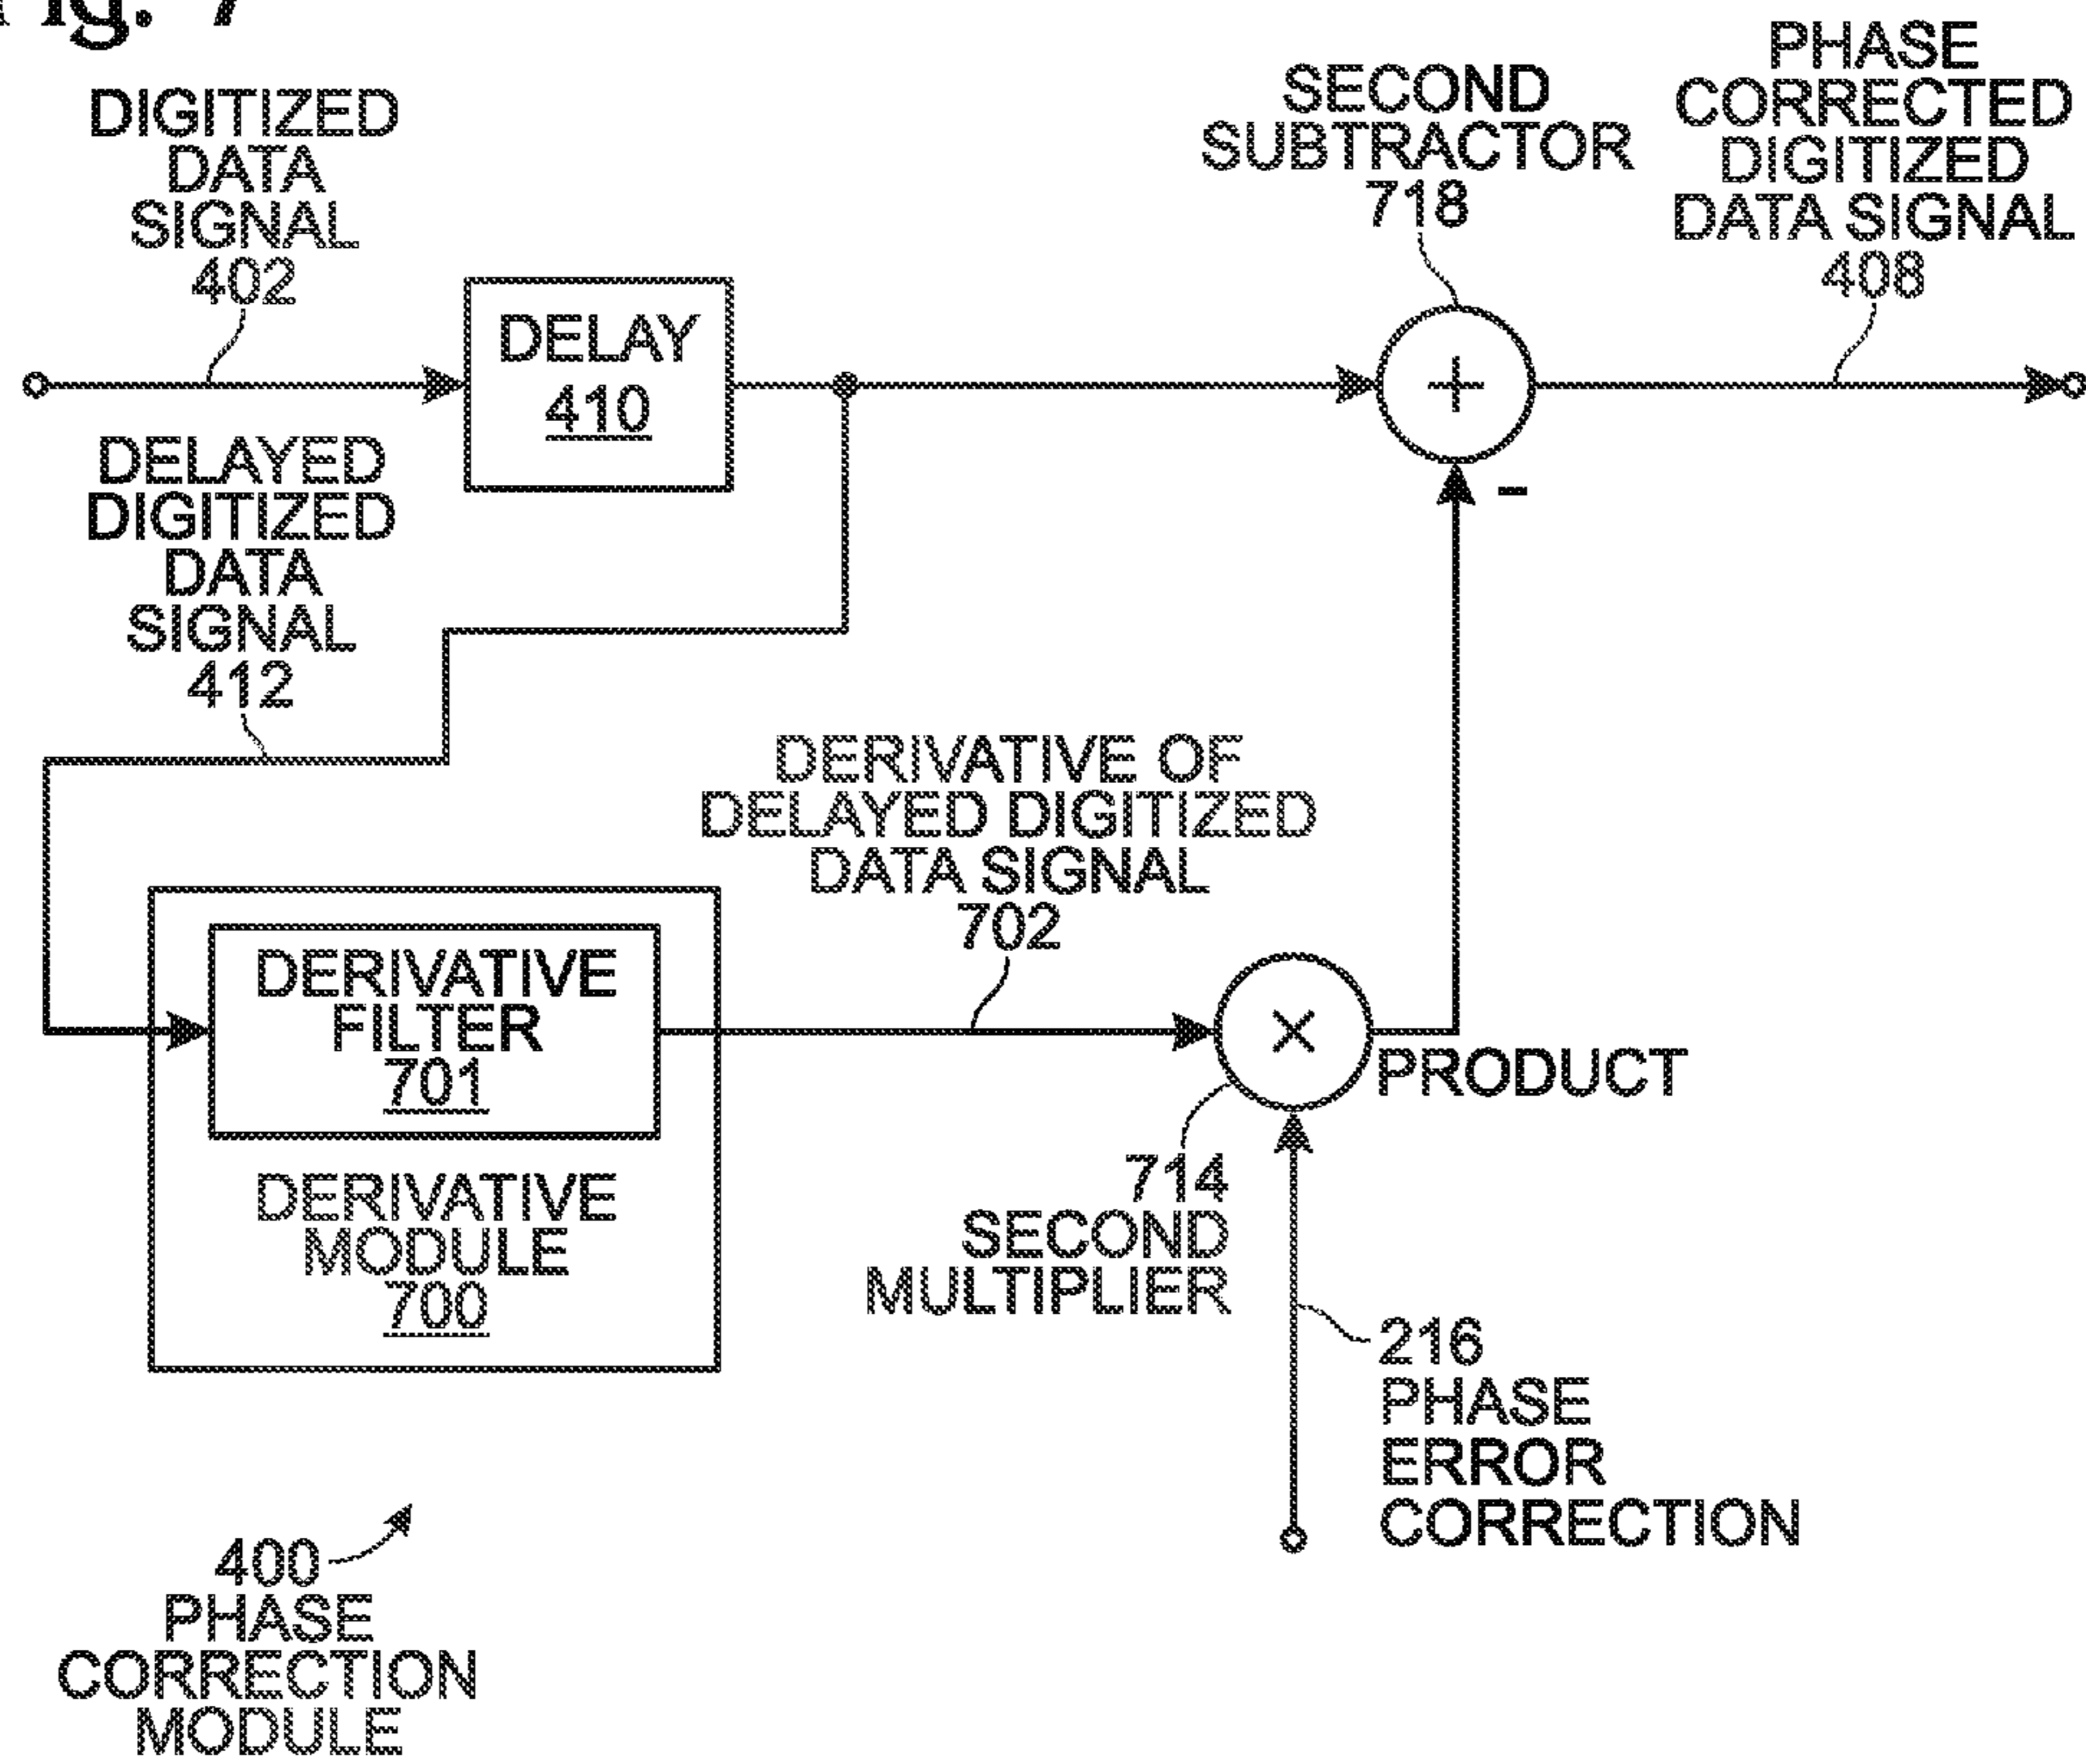 Fig. 7
DIGITIZED
DATA
SIGNAL
402
DELAY
410
SECOND
SUBTRACTOR
718
+
-
PHASE
CORRECTED
DIGITIZED
DATA SIGNAL
408
DELAYED
DIGITIZED
DATA
SIGNAL
412
DERIVATIVE OF
DELAYED DIGITIZED
DATA SIGNAL
702
DERIVATIVE
FILTER
701
DERIVATIVE
MODULE
700
×
PRODUCT
714
SECOND
MULTIPLIER
216
PHASE
ERROR
CORRECTION
400
PHASE
CORRECTION
MODULE